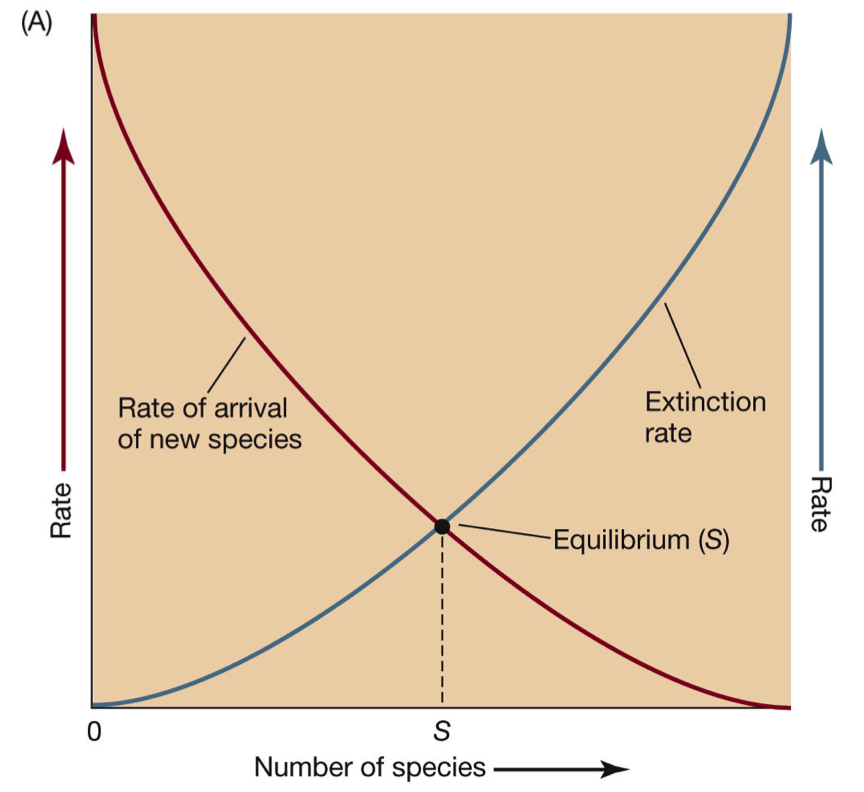 (A)
Rate of arrival
of new species
Extinction
rate
Rate
Rate
Equilibrium (S)
0
S
Number of species